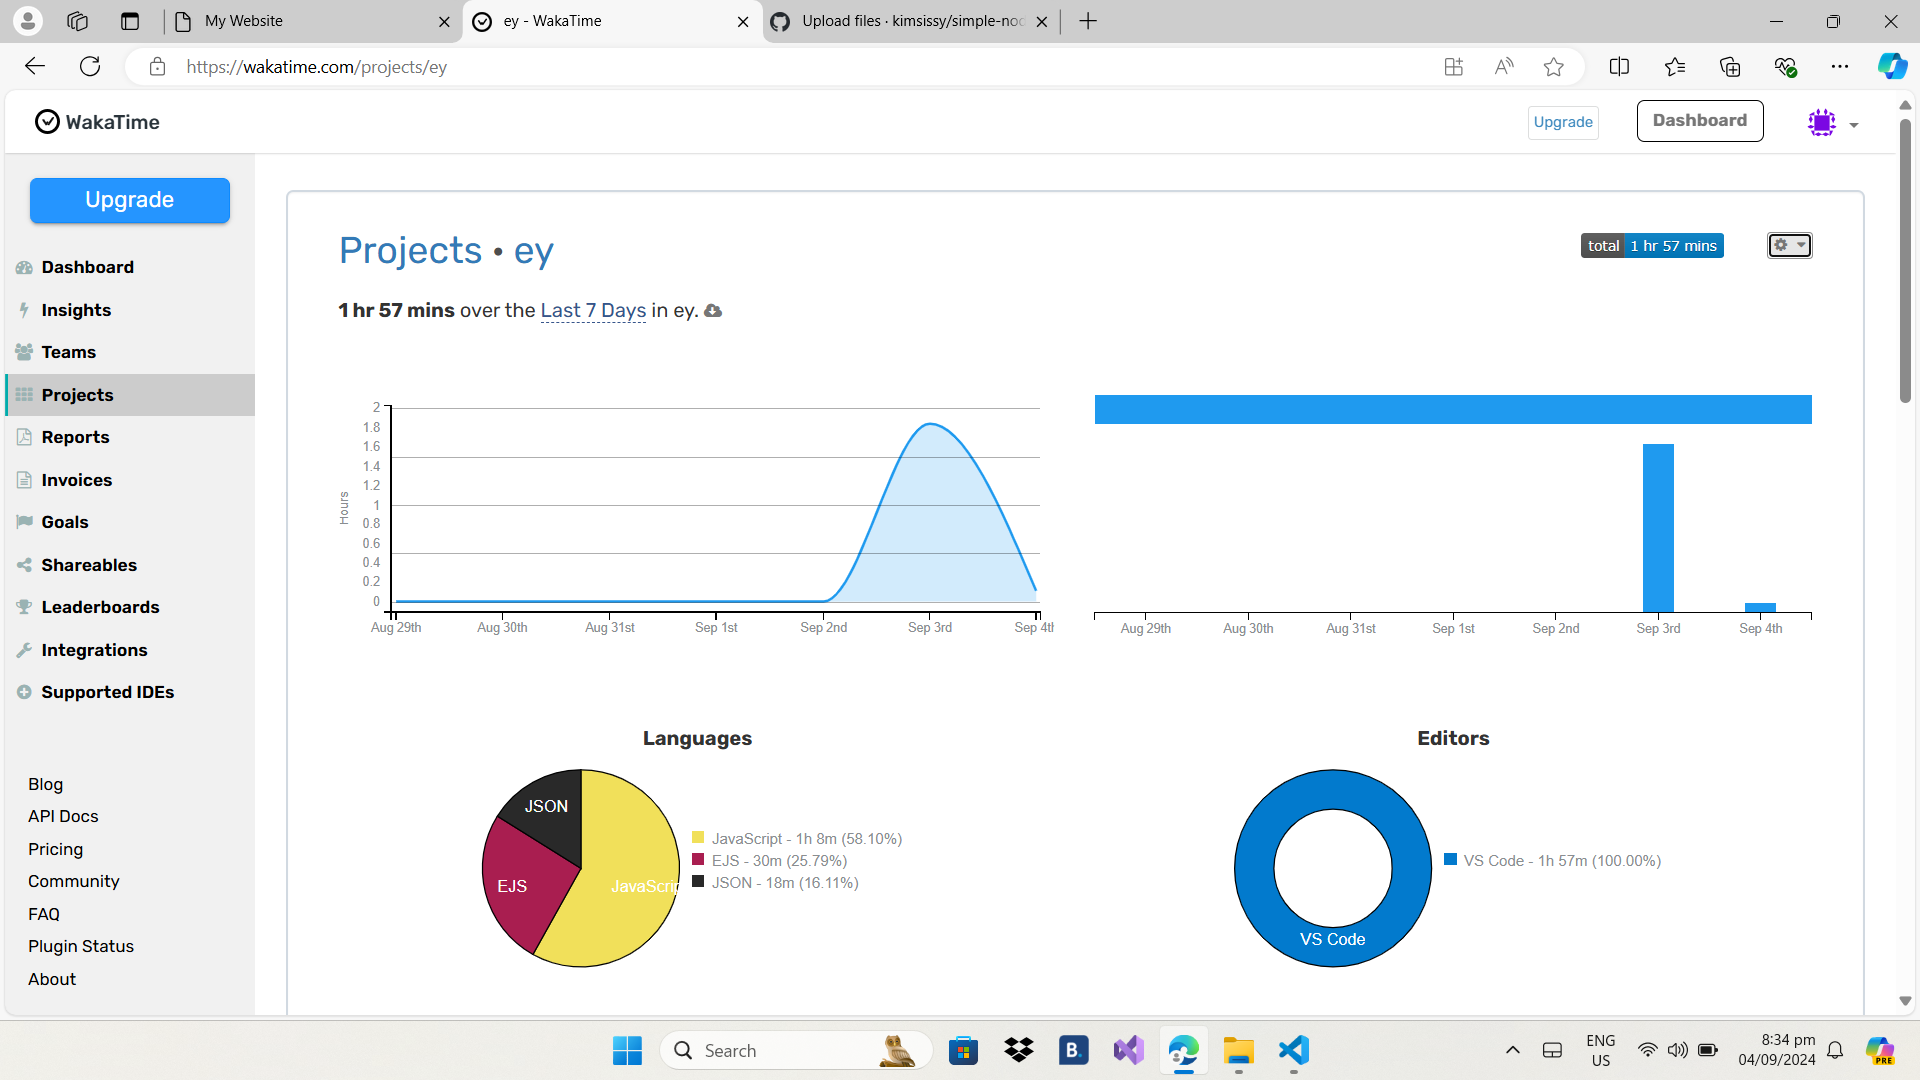 My Website
ey - WakaTime
Upload files · kimsissy/simple-nod
https://wakatime.com/projects/ey
WakaTime
Upgrade
Dashboard
Upgrade
Dashboard
Insights
Teams
Projects
Reports
Invoices
Goals
Shareables
Leaderboards
Integrations
Supported IDEs
Blog
API Docs
Pricing
Community
FAQ
Plugin Status
About
Projects • ey
total 1 hr 57 mins
1 hr 57 mins over the Last 7 Days in ey.
Hours
2
1.8
1.6
1.4
1.2
1
0.8
0.6
0.4
0.2
0
Aug 29th Aug 30th Aug 31st Sep 1st Sep 2nd Sep 3rd Sep 4th
Aug 29th Aug 30th Aug 31st Sep 1st Sep 2nd Sep 3rd Sep 4th
Languages
JSON
EJS
JavaScrip
JavaScript - 1h 8m (58.10%)
EJS - 30m (25.79%)
JSON - 18m (16.11%)
Editors
VS Code
VS Code - 1h 57m (100.00%)
Search
B.
ENG
US
8:34 pm
04/09/2024
PRE